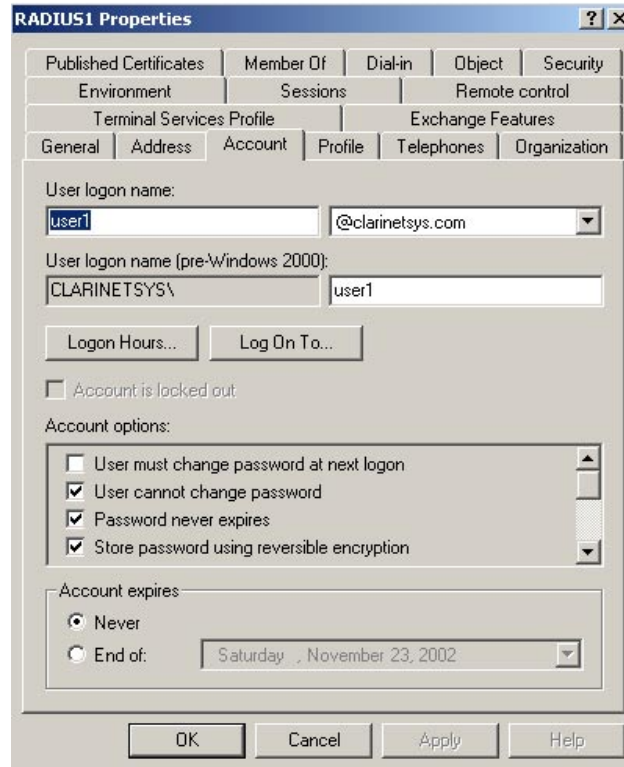 RADIUS1 Properties
Published Certificates Member Of Dial-in Object Security
Environment Sessions Remote control
Terminal Services Profile Exchange Features
General Address Account Profile Telephones Organization
User logon name:
user1 @clarinetsys.com
User logon name (pre-Windows 2000):
CLARINETSYS\ user1
Logon Hours... Log On To...
Account is locked out
Account options:
User must change password at next logon
User cannot change password
Password never expires
Store password using reversible encryption
Account expires
Never
End of: Saturday , November 23, 2002
OK Cancel Apply Help